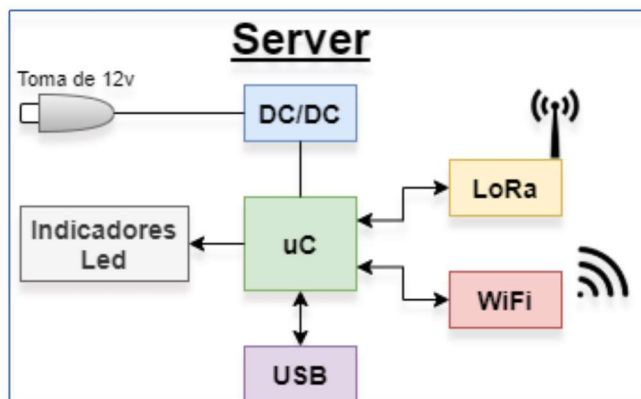 Server
Toma de 12v
DC/DC
LoRa
Indicadores
Led
uC
WiFi
USB